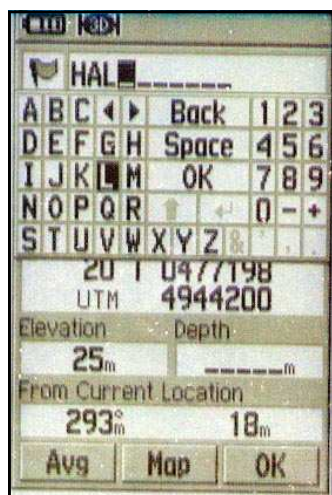 HAL
A B C Back 1 2 3
D E F G H Space 4 5 6
I J K L M OK 7 8 9
N O P Q R 0 - +
S T U V W X Y Z & ' , .
20 T 0477198
UTM 4944200
Elevation Depth
25m _____m
From Current Location
293°m 18m
Avg Map OK